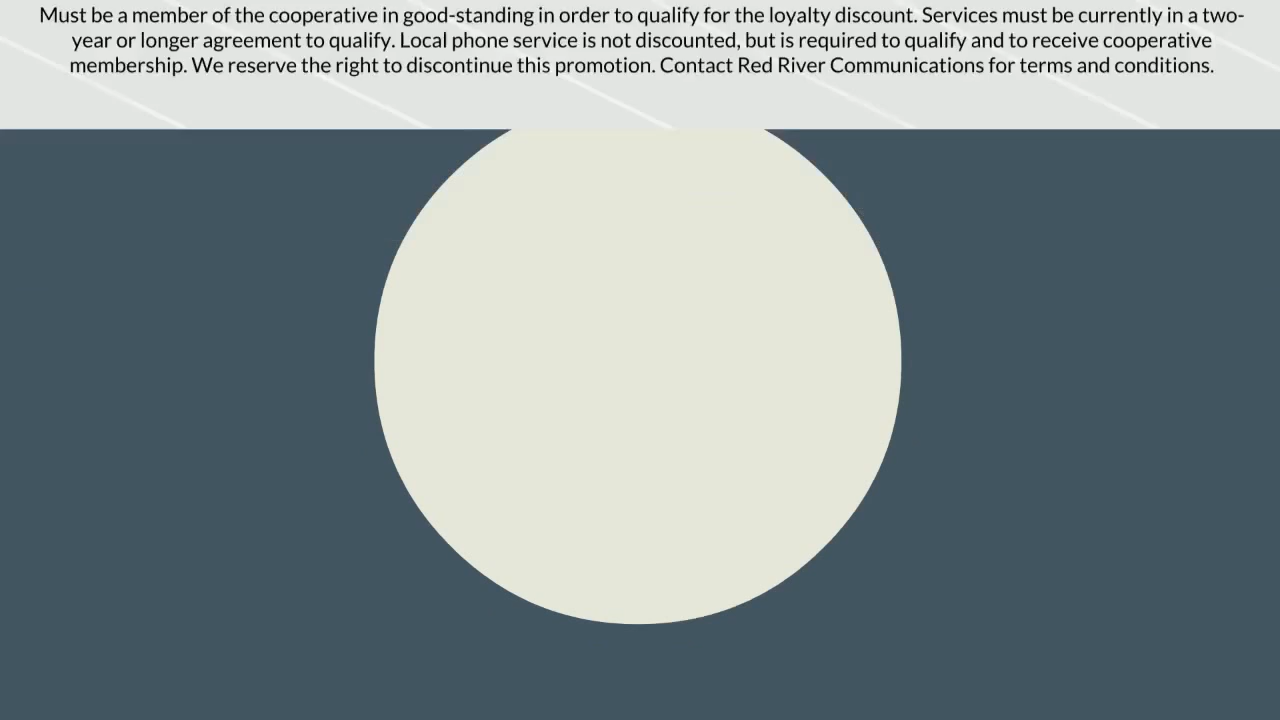 Must be a member of the cooperative in good-standing in order to qualify for the loyalty discount. Services must be currently in a two-
year or longer agreement to qualify. Local phone service is not discounted, but is required to qualify and to receive cooperative
membership. We reserve the right to discontinue this promotion. Contact Red River Communications for terms and conditions.